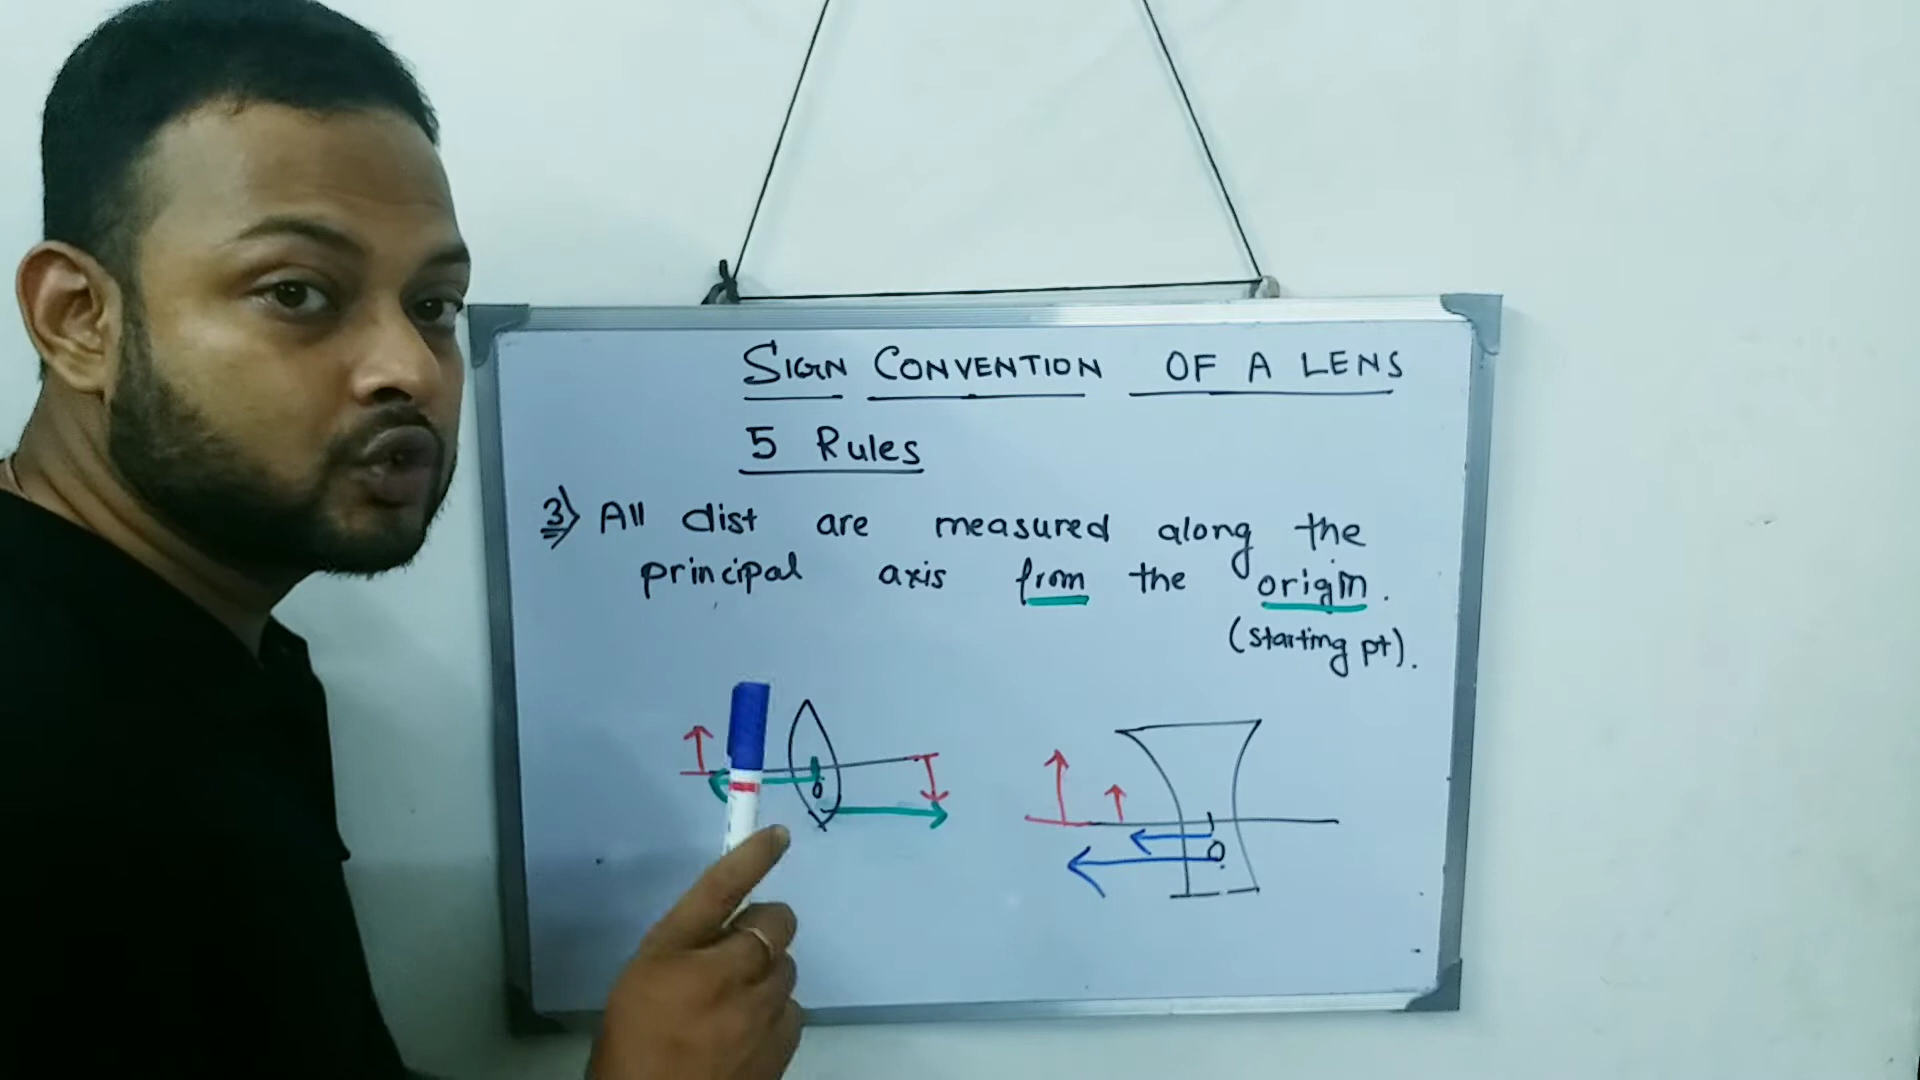 SIGN CONVENTION OF A LENS
5 Rules
3) All dist are measured along the
principal axis from the origin.
(starting pt).
O
O